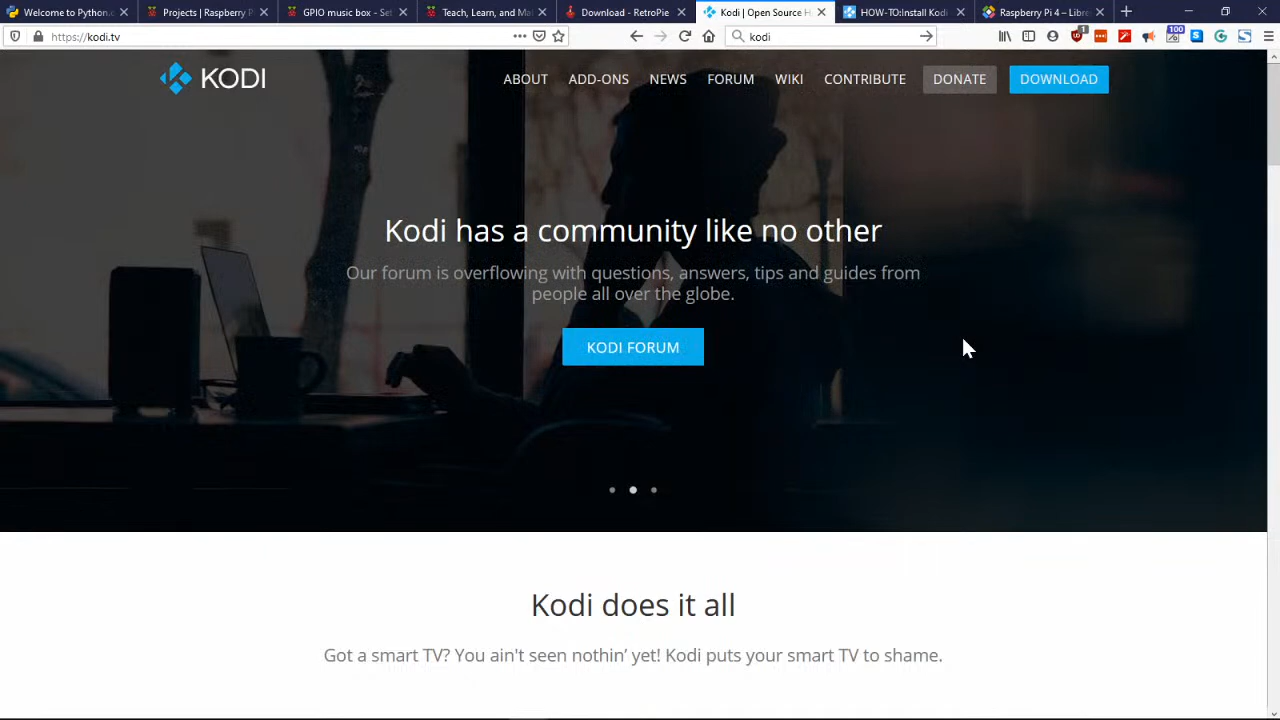 Welcome to Python.o
Projects | Raspberry P
GPIO music box - Set
Teach, Learn, and Ma
Download - RetroPie
Kodi | Open Source H
HOW-TO:Install Kodi
Raspberry Pi 4 – Libre
https://kodi.tv
kodi
1
100
KODI
ABOUT
ADD-ONS
NEWS
FORUM
WIKI
CONTRIBUTE
DONATE
DOWNLOAD
Kodi has a community like no other
Our forum is overflowing with questions, answers, tips and guides from
people all over the globe.
KODI FORUM
Kodi does it all
Got a smart TV? You ain't seen nothin’ yet! Kodi puts your smart TV to shame.